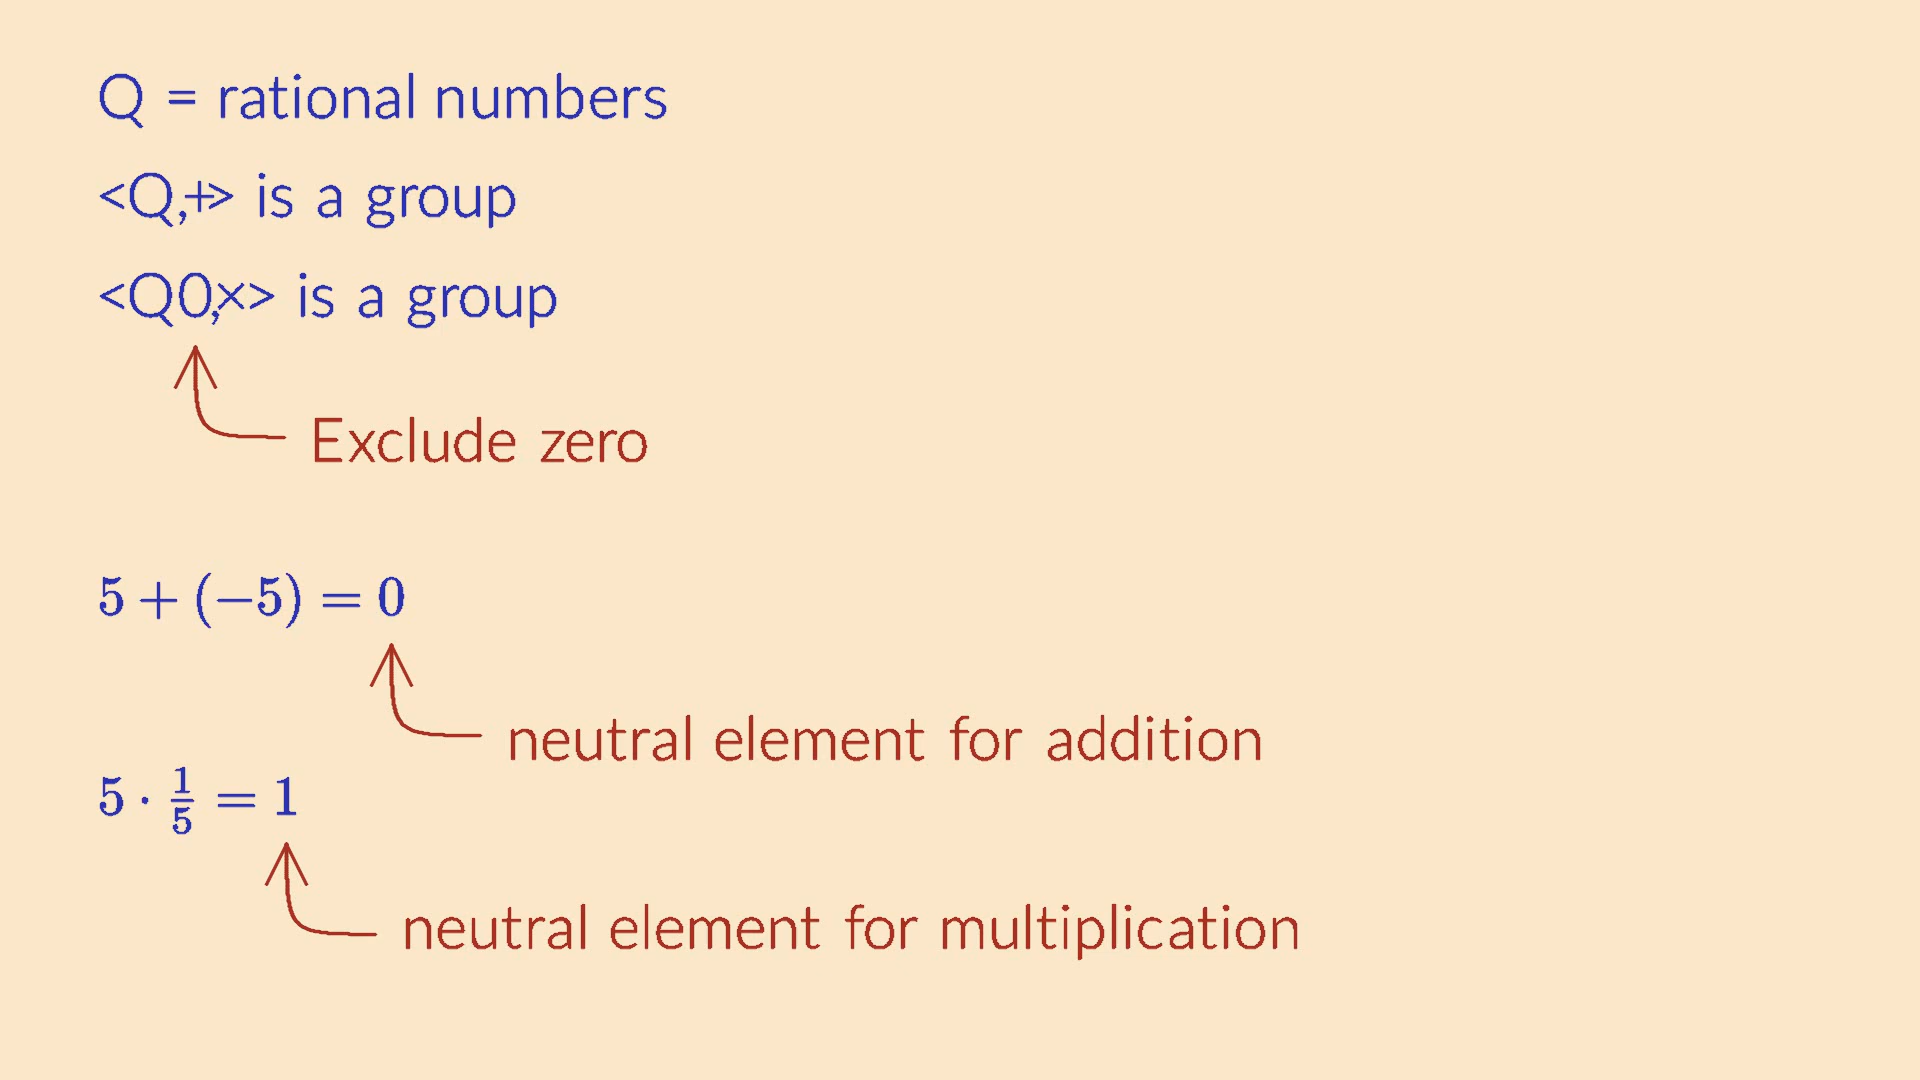 Q = rational numbers
<Q,+> is a group
<Q0,×> is a group
Exclude zero
5 + (−5) = 0
neutral element for addition
5 · 1/5 = 1
neutral element for multiplication